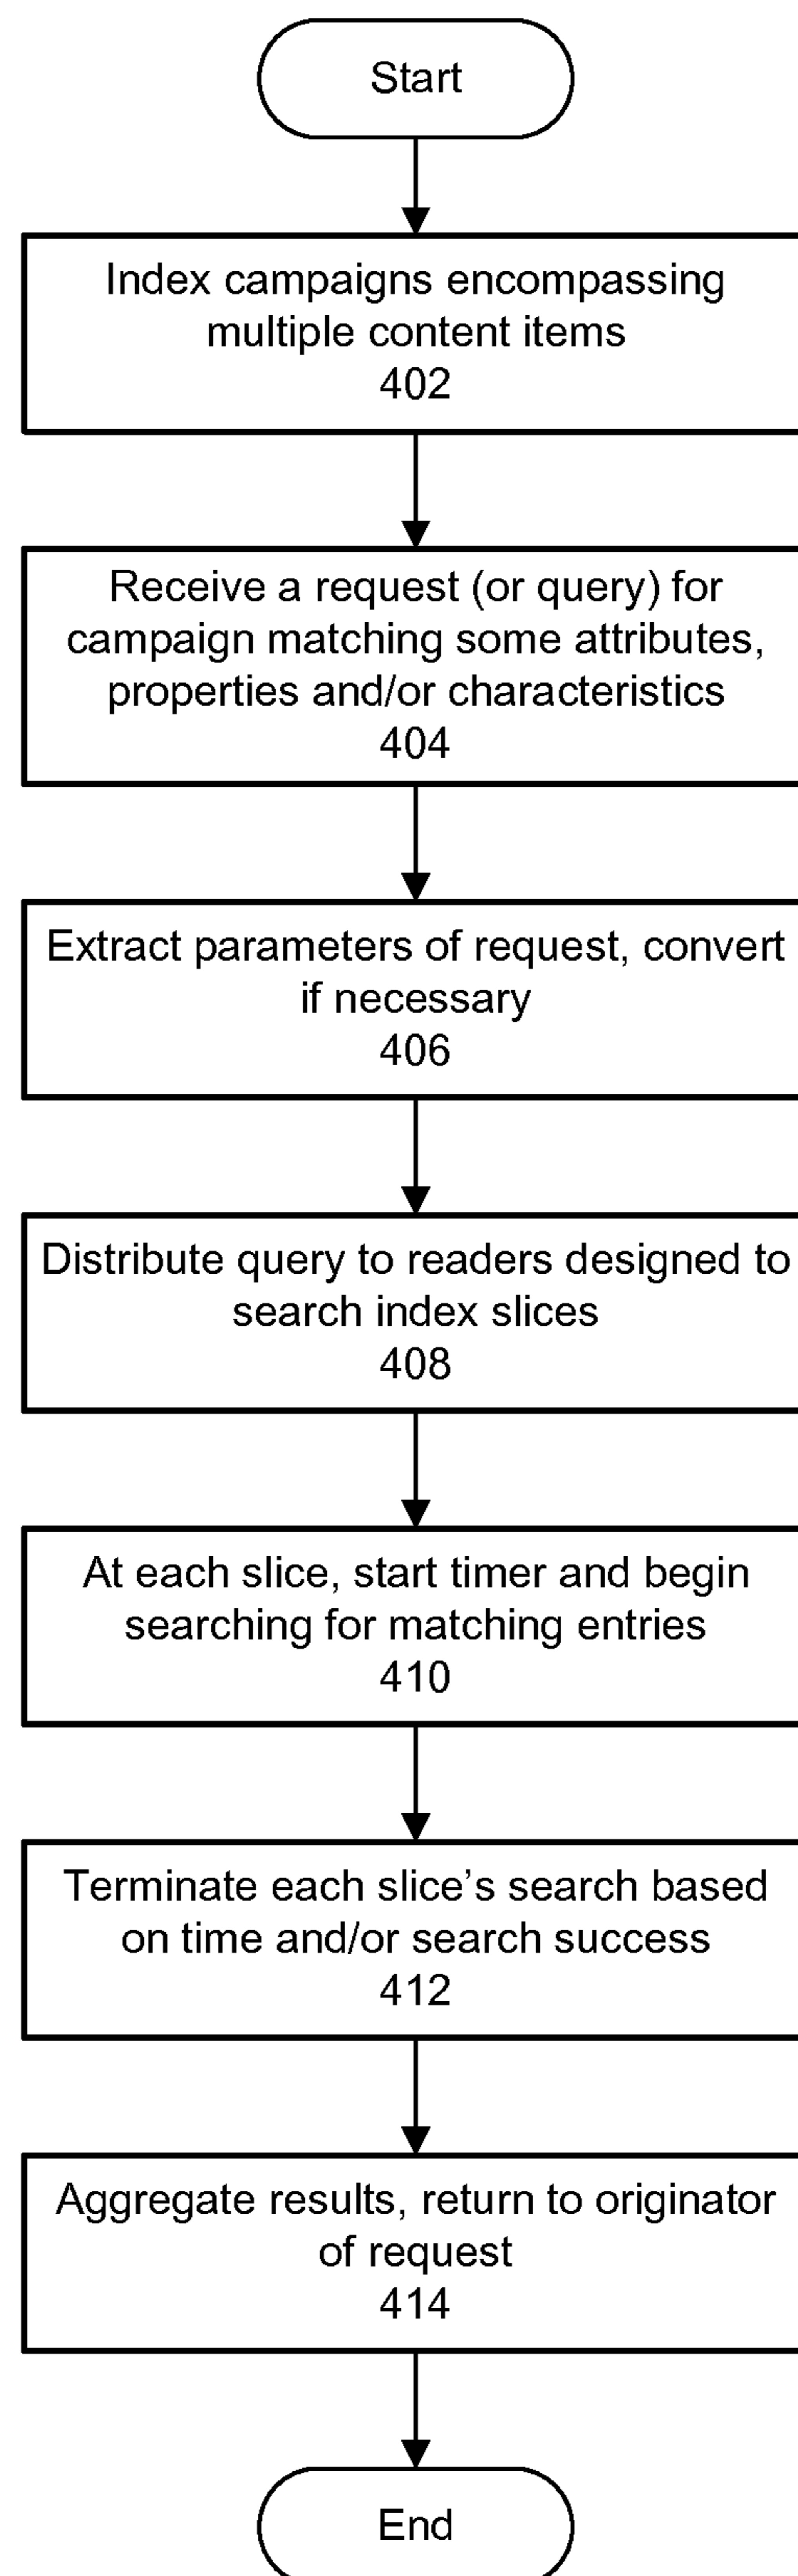 Start
Index campaigns encompassing
multiple content items
402
Receive a request (or query) for
campaign matching some attributes,
properties and/or characteristics
404
Extract parameters of request, convert
if necessary
406
Distribute query to readers designed to
search index slices
408
At each slice, start timer and begin
searching for matching entries
410
Terminate each slice’s search based
on time and/or search success
412
Aggregate results, return to originator
of request
414
End